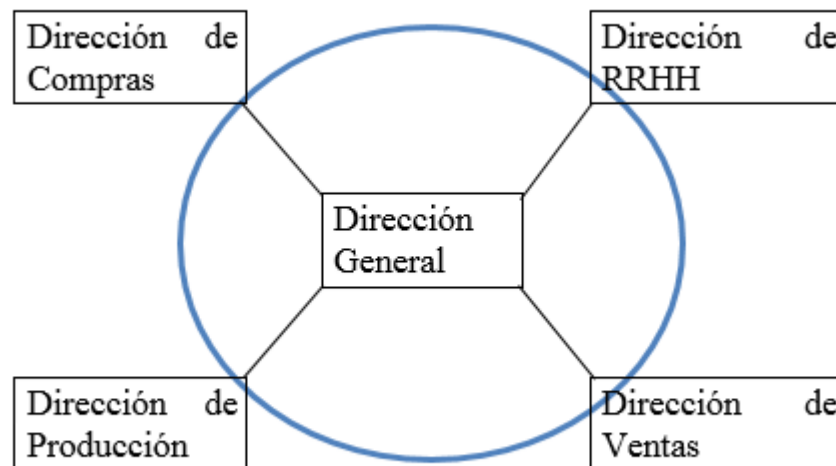 Dirección de
Compras
Dirección de
RRHH
Dirección
General
Dirección de
Producción
Dirección de
Ventas